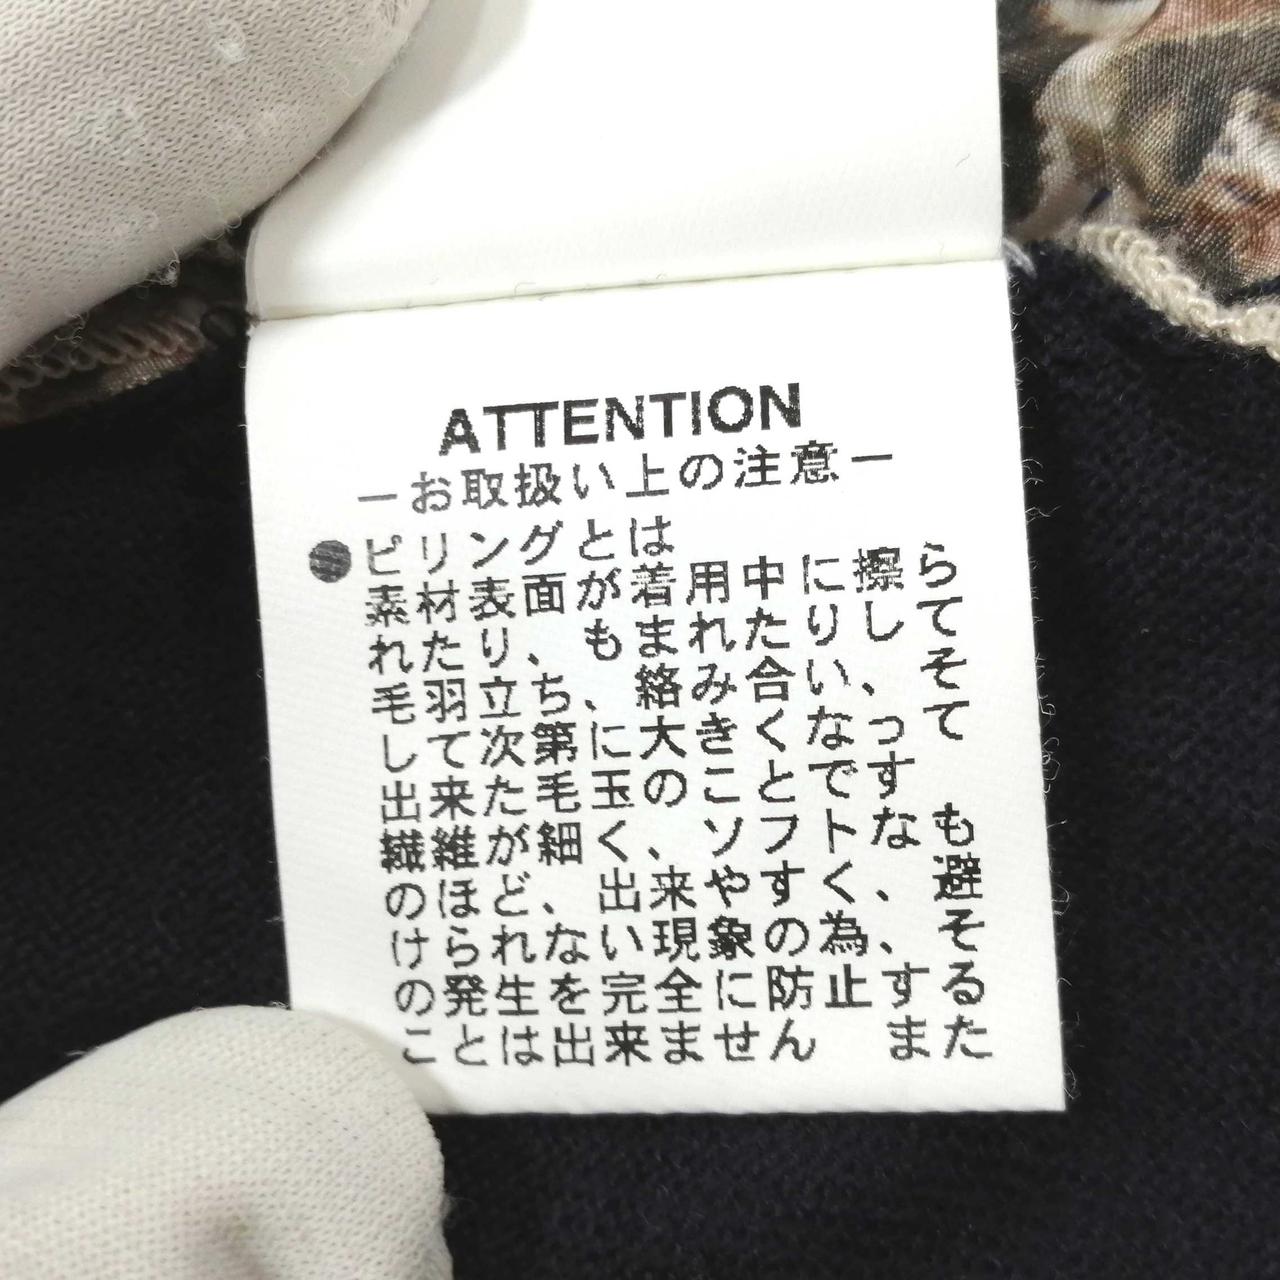 ATTENTION
ーお取扱い上の注意ー
●ピリングとは
素材表面が着用中に擦ら
れたり、もまれたりして
毛羽立ち、絡み合い、そ
して次第に大きくなって
出来た毛玉のことです
繊維が細く、ソフトなも
のほど、出来やすく、避
けられない現象の為、そ
の発生を完全に防止する
ことは出来ません また